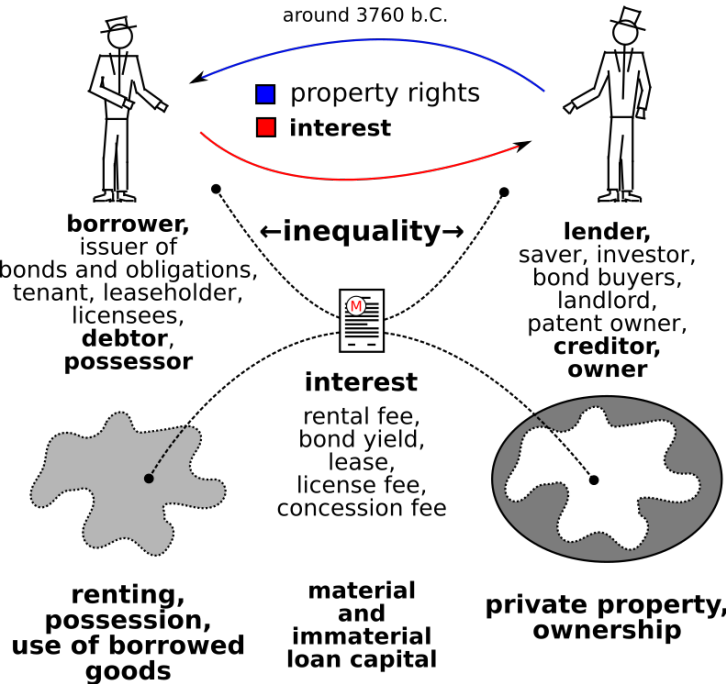 around 3760 b.C.
property rights
interest
←inequality→
borrower,
issuer of
bonds and obligations,
tenant, leaseholder,
licensees,
debtor,
possessor
lender,
saver, investor,
bond buyers,
landlord,
patent owner,
creditor,
owner
M
interest
rental fee,
bond yield,
lease,
license fee,
concession fee
renting,
possession,
use of borrowed
goods
material
and
immaterial
loan capital
private property,
ownership